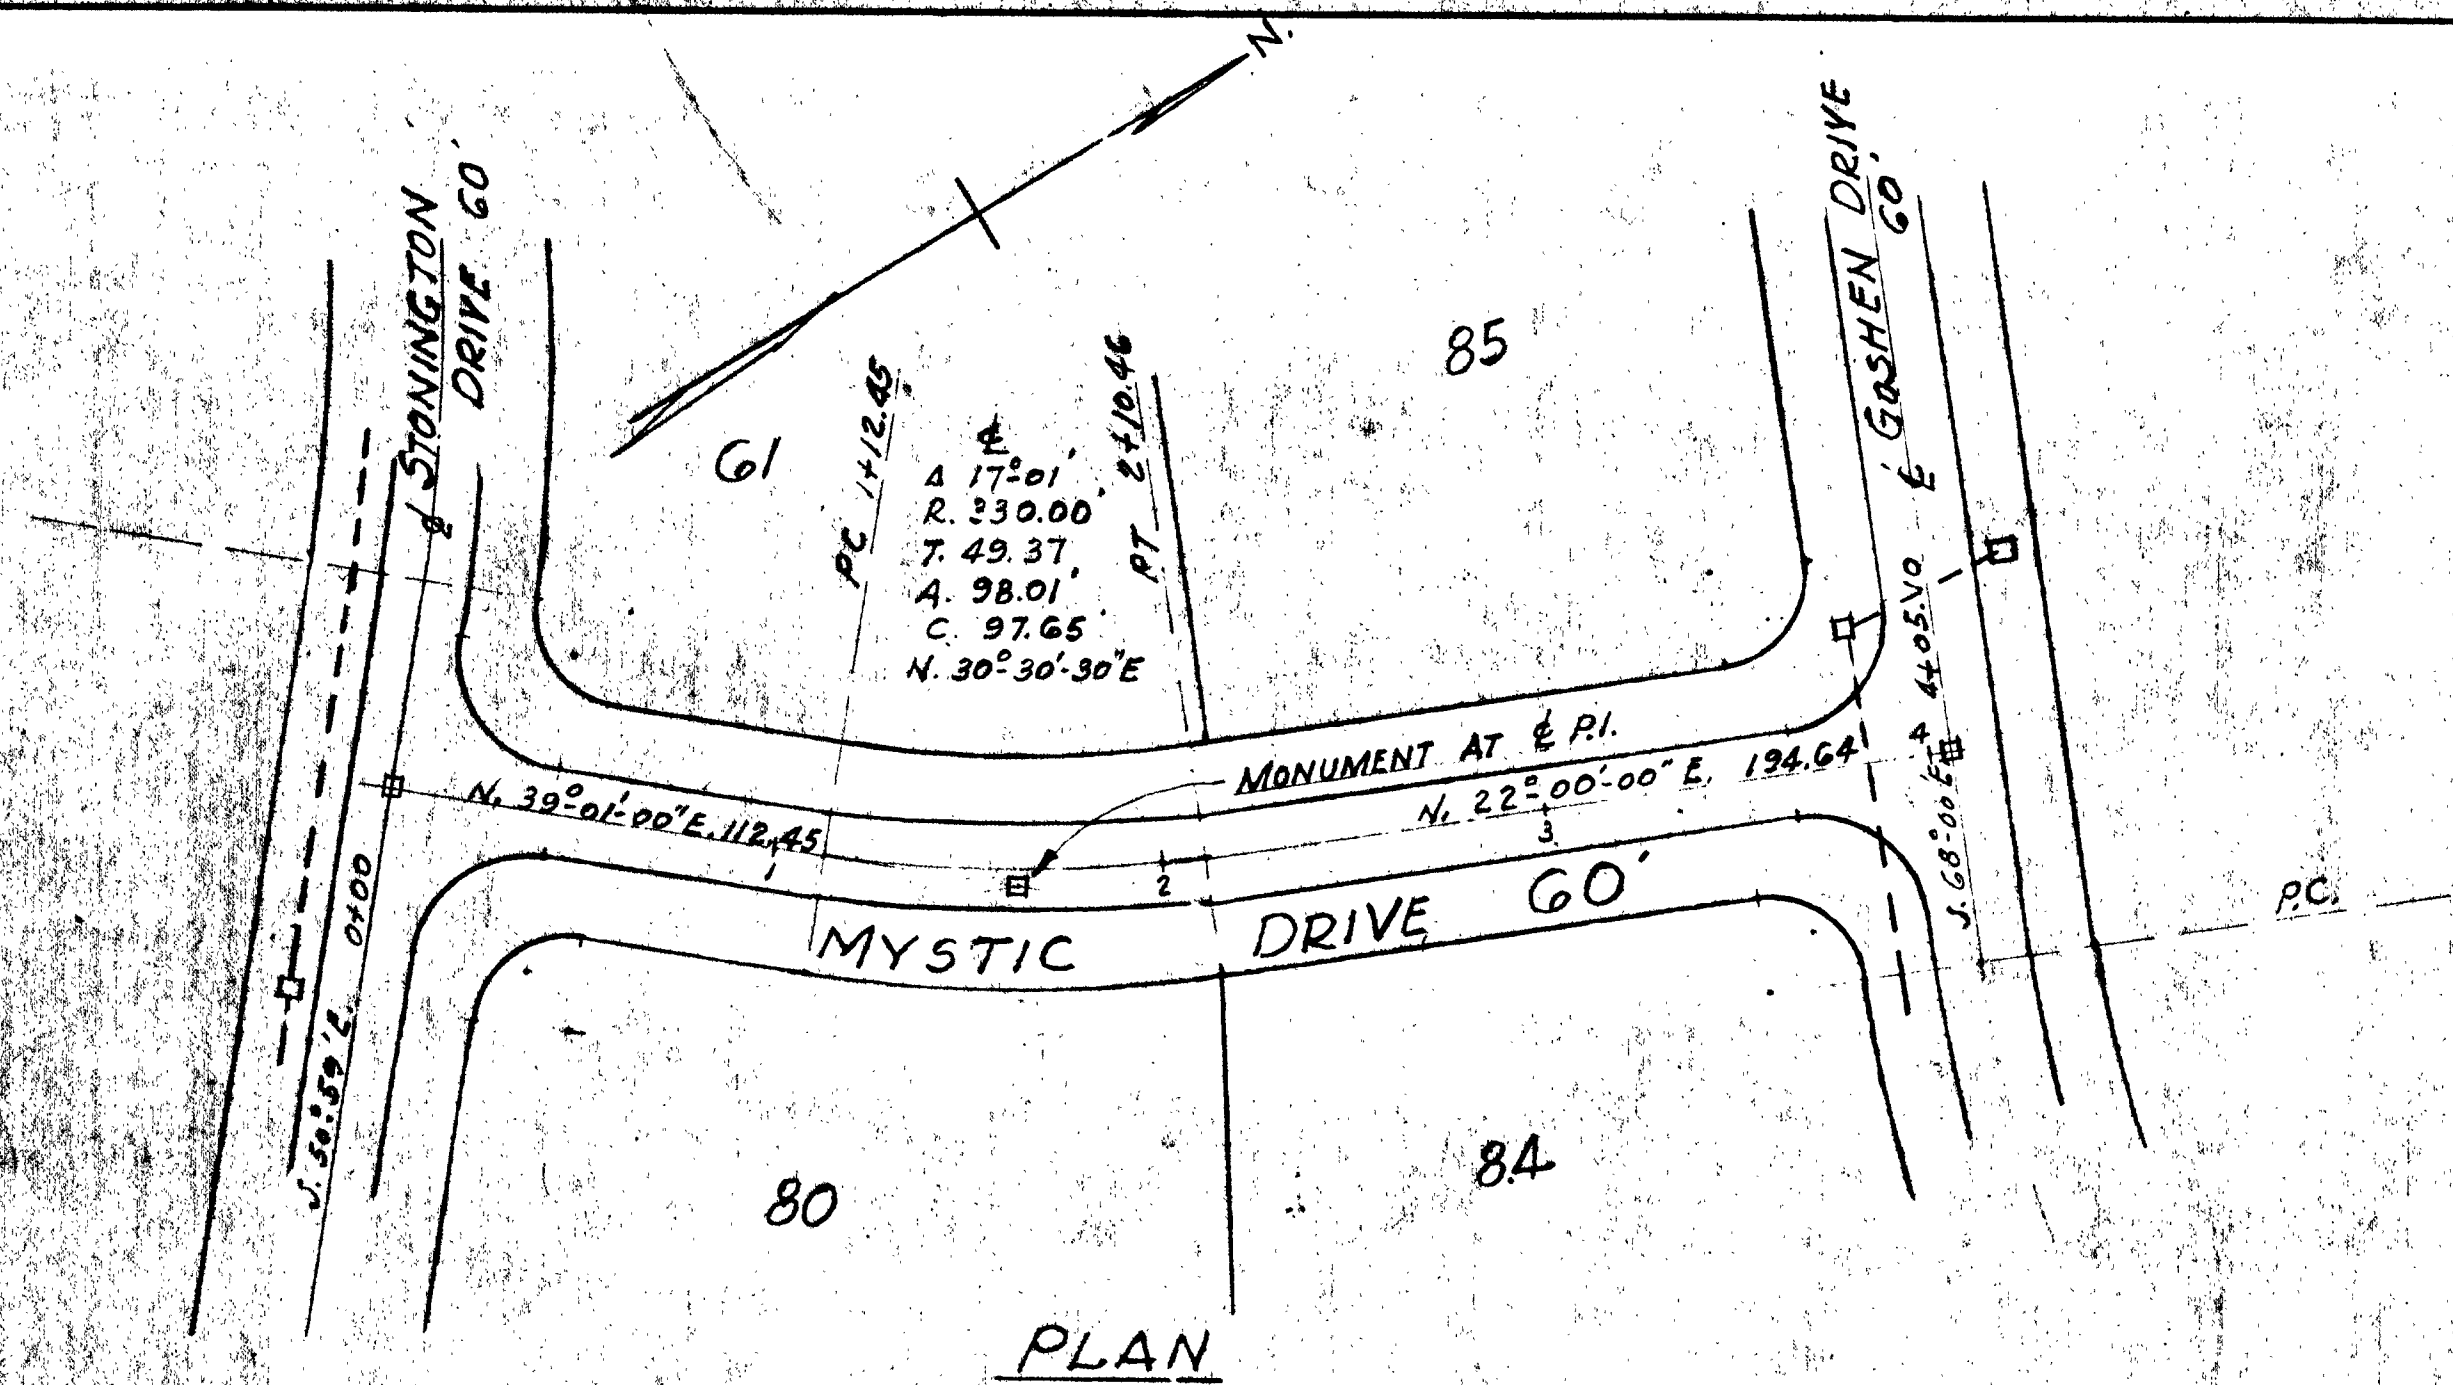 N.
STONINGTON
DRIVE 60'
℄
61
PC 1+12.45
℄
Δ 17°-01'
R. 330.00'
T. 49.37
A. 98.01'
C. 97.65'
N. 30°-30'-30"E
PT 2+10.46
85
GOSHEN DRIVE
60'
℄
4+05.10
MONUMENT AT ℄ P.I.
N. 39°-01'-00"E. 112.45
N. 22°-00'-00" E. 194.64
1
2
3
4
0+00
S. 50°-59'E.
S. 68°-00'E
MYSTIC DRIVE 60'
P.C.
80
84
PLAN